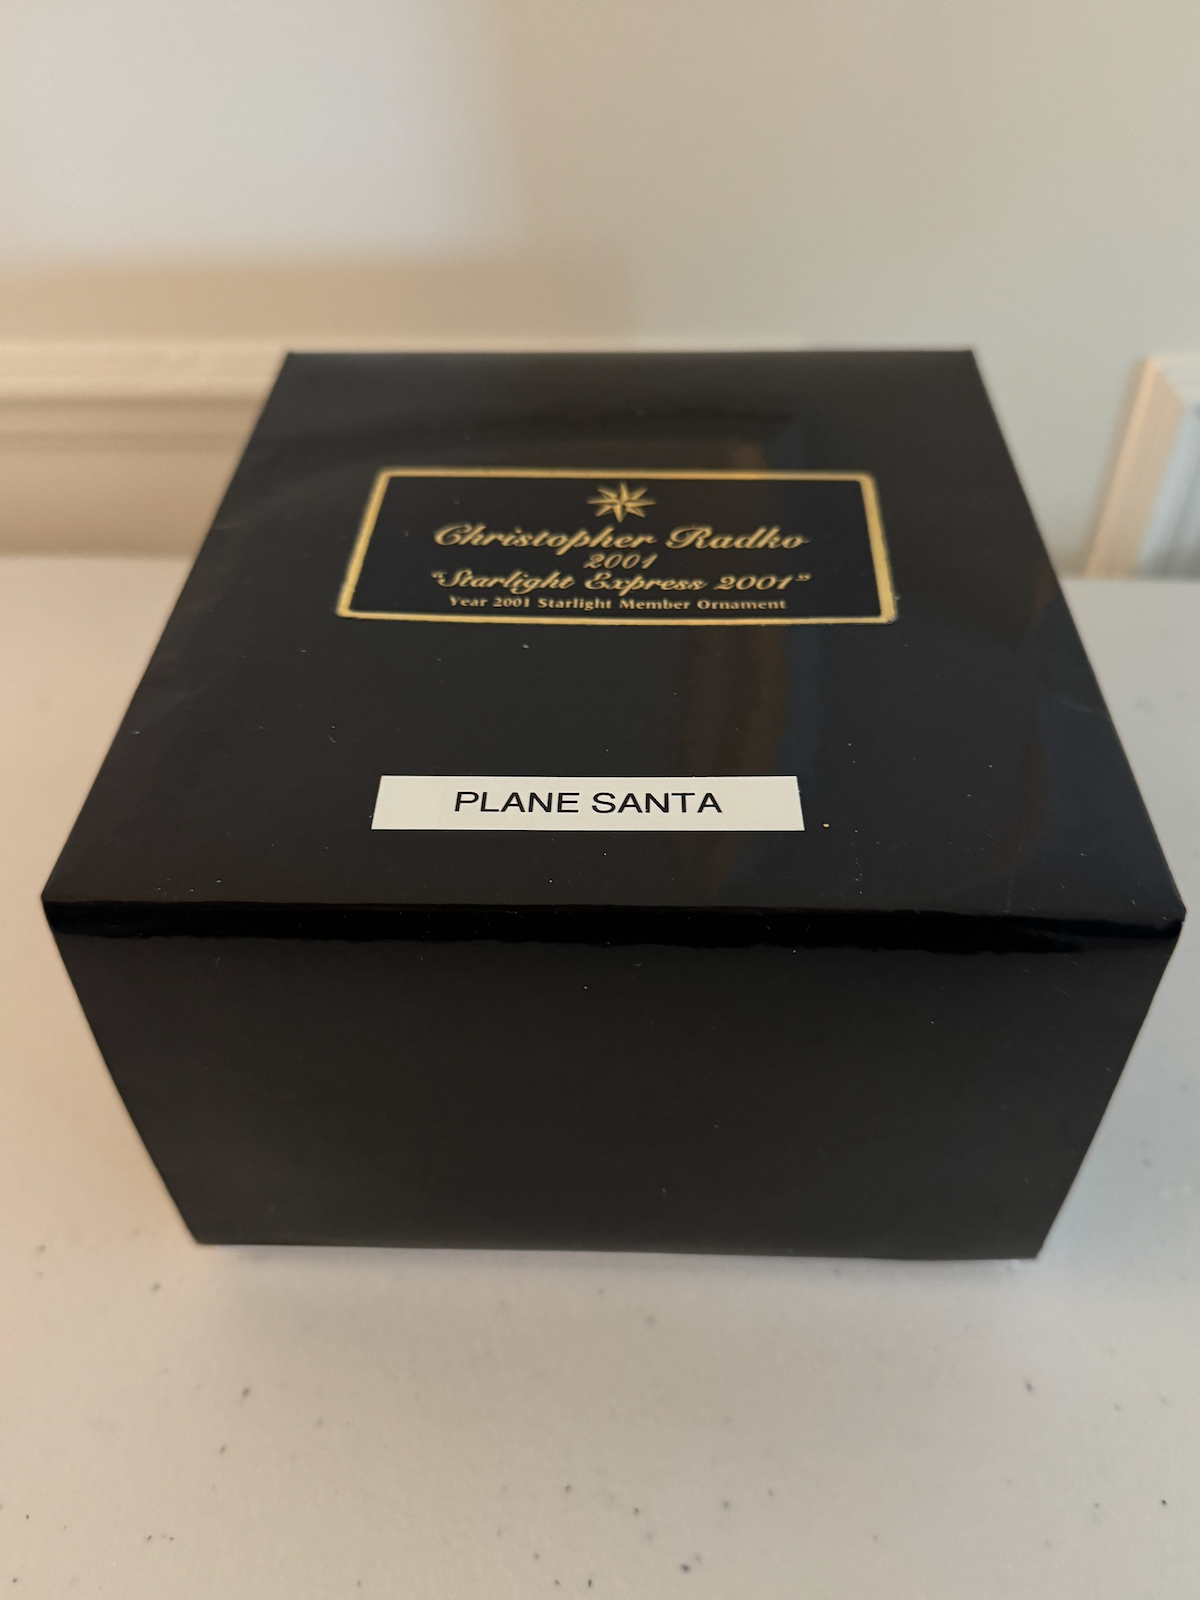 Christopher Radko
2001
"Starlight Express 2001"
Year 2001 Starlight Member Ornament
PLANE SANTA